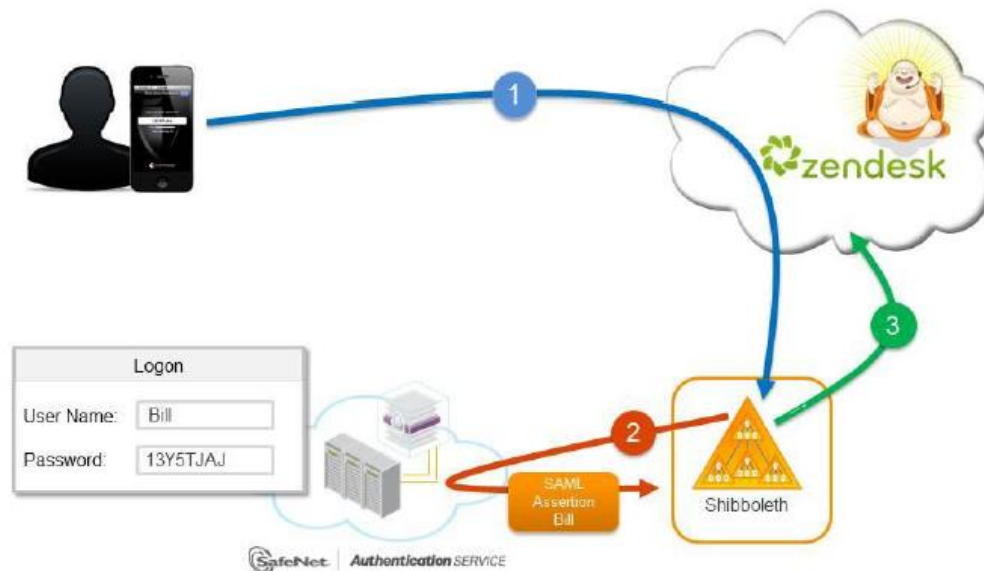 1
zendesk
3
Logon
User Name: Bill
Password: 13Y5TJAJ
2
SAML
Assertion
Bill
Shibboleth
SafeNet | Authentication SERVICE